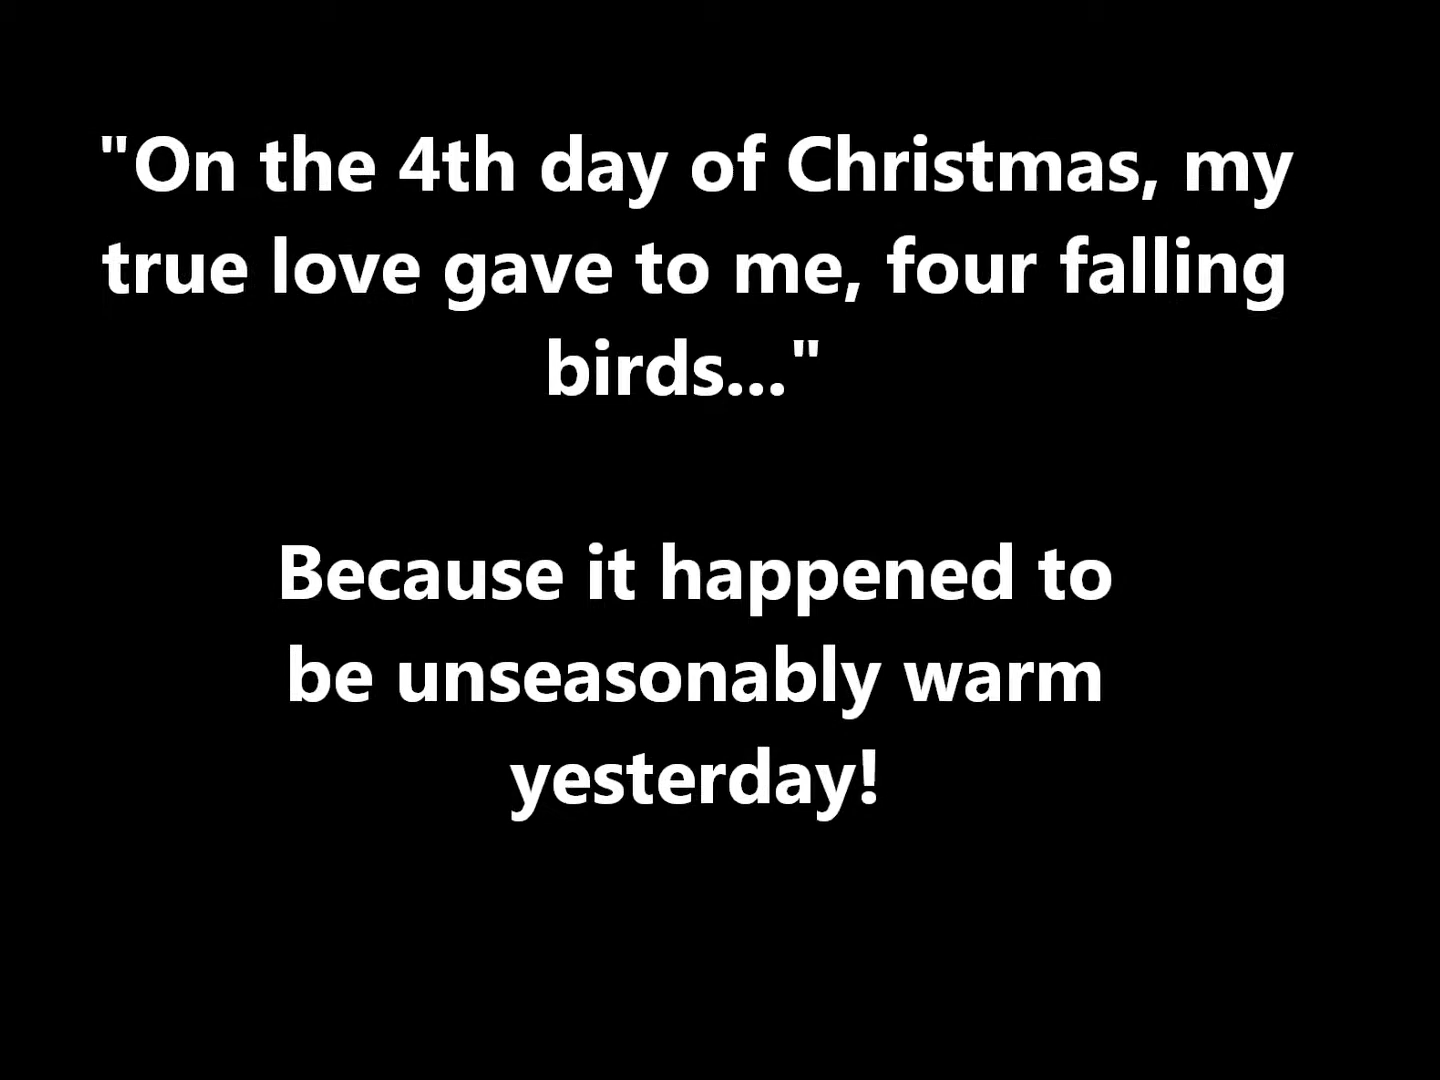 "On the 4th day of Christmas, my
true love gave to me, four falling
birds..."
Because it happened to
be unseasonably warm
yesterday!